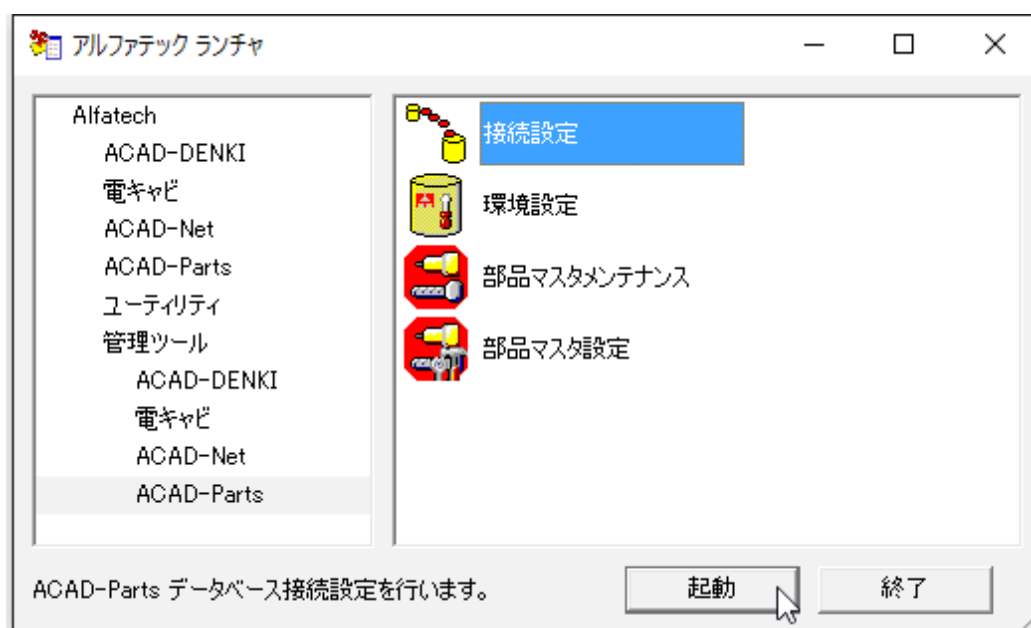 アルファテック ランチャ
Alfatech
ACAD-DENKI
電キャビ
ACAD-Net
ACAD-Parts
ユーティリティ
管理ツール
ACAD-DENKI
電キャビ
ACAD-Net
ACAD-Parts
接続設定
環境設定
部品マスタメンテナンス
部品マスタ設定
ACAD-Parts データベース接続設定を行います。
起動
終了